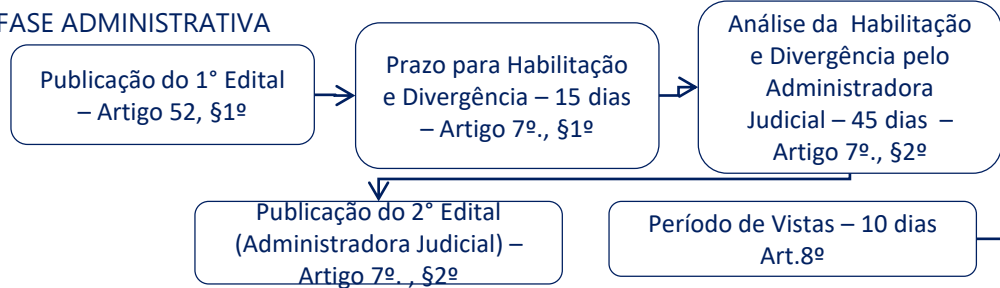 FASE ADMINISTRATIVA
Publicação do 1° Edital
– Artigo 52, §1º
Prazo para Habilitação
e Divergência – 15 dias
– Artigo 7º., §1º
Análise da  Habilitação
e Divergência pelo
Administradora
Judicial – 45 dias  –
Artigo 7º., §2º
Publicação do 2° Edital
(Administradora Judicial) –
Artigo 7º. , §2º
Período de Vistas – 10 dias
Art.8º